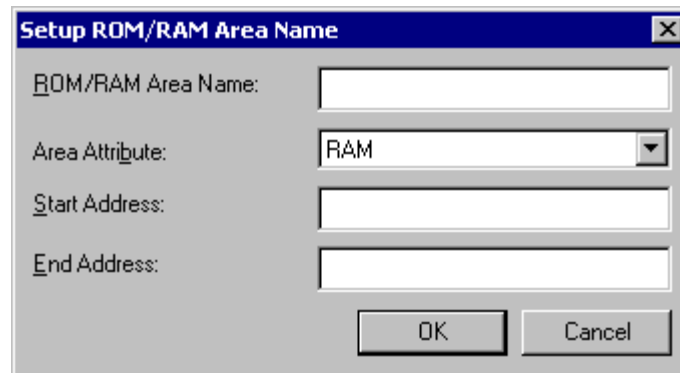 Setup ROM/RAM Area Name
ROM/RAM Area Name:
Area Attribute: RAM
Start Address:
End Address:
OK Cancel